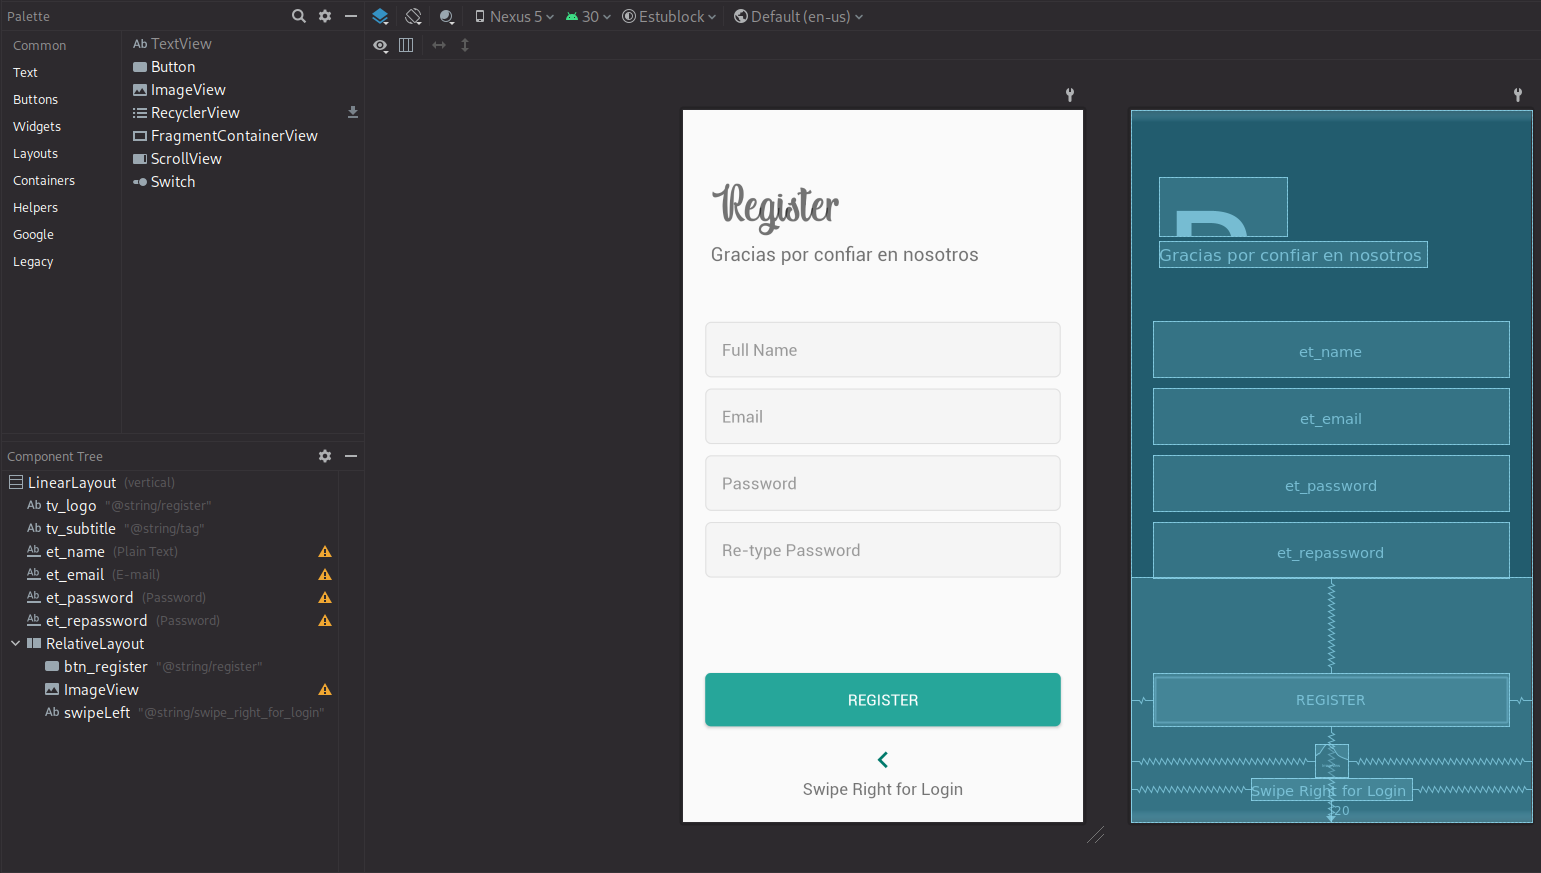 Palette
Nexus 5
30
Estublock
Default (en-us)
Common
Text
Buttons
Widgets
Layouts
Containers
Helpers
Google
Legacy
Ab TextView
Button
ImageView
RecyclerView
FragmentContainerView
ScrollView
Switch
Component Tree
LinearLayout (vertical)
Ab tv_logo "@string/register"
Ab tv_subtitle "@string/tag"
Ab et_name (Plain Text)
Ab et_email (E-mail)
Ab et_password (Password)
Ab et_repassword (Password)
RelativeLayout
btn_register "@string/register"
ImageView
Ab swipeLeft "@string/swipe_right_for_login"
Register
Gracias por confiar en nosotros
Full Name
Email
Password
Re-type Password
REGISTER
Swipe Right for Login
Gracias por confiar en nosotros
et_name
et_email
et_password
et_repassword
REGISTER
Swipe Right for Login
20